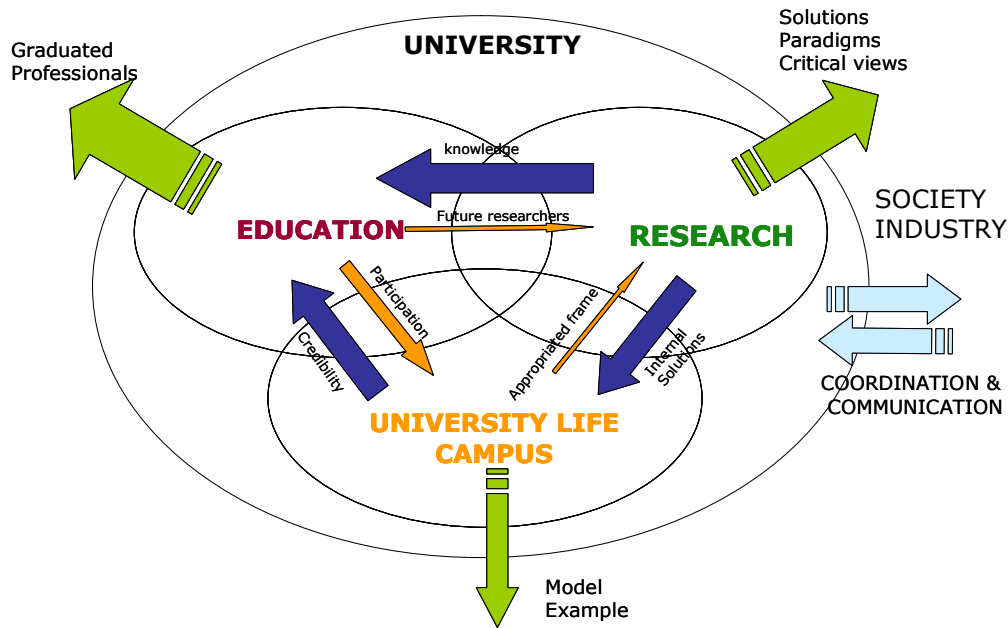 UNIVERSITY
Graduated
Professionals
Solutions
Paradigms
Critical views
knowledge
Future researchers
EDUCATION
RESEARCH
SOCIETY
INDUSTRY
Participation
Credibility
Appropriated frame
Internal
Solutions
COORDINATION &
COMMUNICATION
UNIVERSITY LIFE
CAMPUS
Model
Example